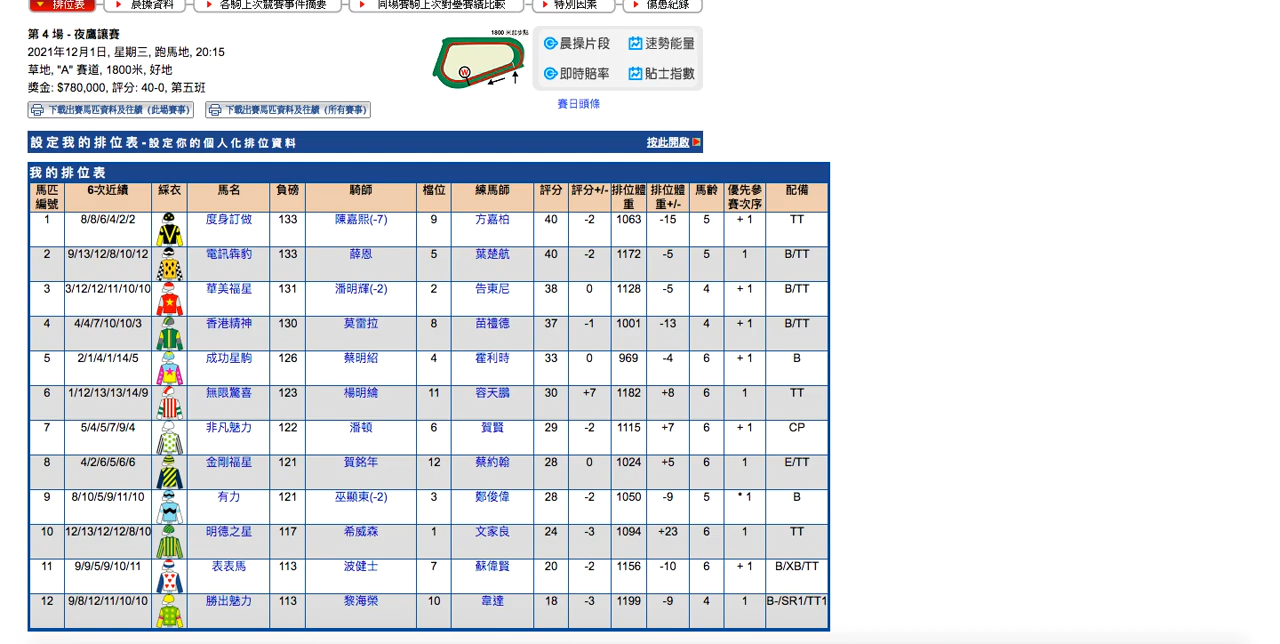 排位表 晨操資料 各駒上次競賽事件摘要 同場賽駒上次對壘賽績比較 特別因素 傷患紀錄
第 4 場 - 夜鷹讓賽
2021年12月1日, 星期三, 跑馬地, 20:15
草地, "A" 賽道, 1800米, 好地
獎金: $780,000, 評分: 40-0, 第五班
1800 米起步點
W
晨操片段 速勢能量
即時賠率 貼士指數
賽日頭條
下載出賽馬匹資料及往績 (此場賽事) 下載出賽馬匹資料及往績 (所有賽事)
設定我的排位表-設定你的個人化排位資料 按此開啟
我的排位表
馬匹編號 6次近績 綵衣 馬名 負磅 騎師 檔位 練馬師 評分 評分+/- 排位體重 排位體重+/- 馬齡 優先參賽次序 配備
1 8/8/6/4/2/2 度身訂做 133 陳嘉熙(-7) 9 方嘉柏 40 -2 1063 -15 5 + 1 TT
2 9/13/12/8/10/12 電訊犇豹 133 薛恩 5 葉楚航 40 -2 1172 -5 5 1 B/TT
3 3/12/12/11/10/10 華美福星 131 潘明輝(-2) 2 告東尼 38 0 1128 -5 4 + 1 B/TT
4 4/4/7/10/10/3 香港精神 130 莫雷拉 8 苗禮德 37 -1 1001 -13 4 + 1 B/TT
5 2/1/4/1/14/5 成功星駒 126 蔡明紹 4 霍利時 33 0 969 -4 6 + 1 B
6 1/12/13/13/14/9 無限驚喜 123 楊明綸 11 容天鵬 30 +7 1182 +8 6 1 TT
7 5/4/5/7/9/4 非凡魅力 122 潘頓 6 賀賢 29 -2 1115 +7 6 + 1 CP
8 4/2/6/5/6/6 金剛福星 121 賀銘年 12 蔡約翰 28 0 1024 +5 6 1 E/TT
9 8/10/5/9/11/10 有力 121 巫顯東(-2) 3 鄭俊偉 28 -2 1050 -9 5 * 1 B
10 12/13/12/12/8/10 明德之星 117 希威森 1 文家良 24 -3 1094 +23 6 1 TT
11 9/9/5/9/10/11 表表馬 113 波健士 7 蘇偉賢 20 -2 1156 -10 6 + 1 B/XB/TT
12 9/8/12/11/10/10 勝出魅力 113 黎海榮 10 韋達 18 -3 1199 -9 4 1 B-/SR1/TT1